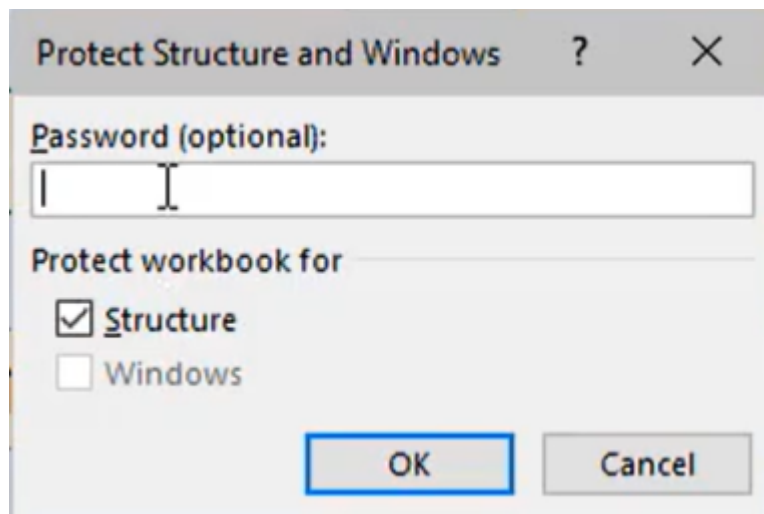 Protect Structure and Windows ?
Password (optional):
Protect workbook for
Structure
Windows
OK Cancel